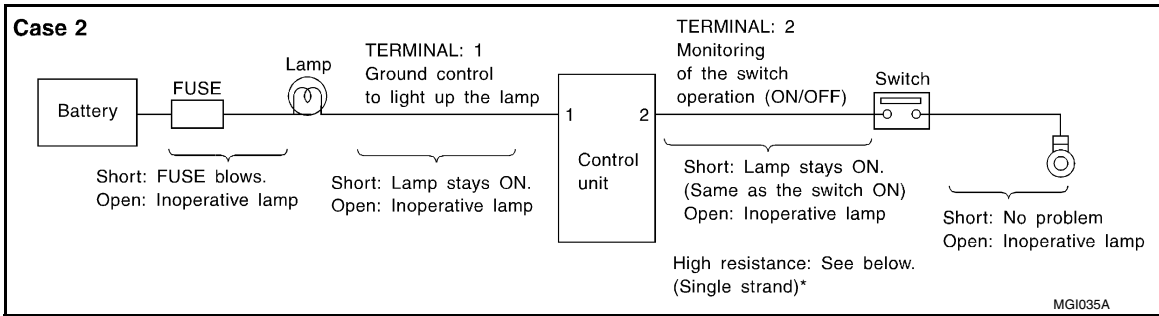 Case 2
Battery
FUSE
Lamp
TERMINAL: 1
Ground control
to light up the lamp
1
2
Control
unit
TERMINAL: 2
Monitoring
of the switch
operation (ON/OFF)
Switch
Short: FUSE blows.
Open: Inoperative lamp
Short: Lamp stays ON.
Open: Inoperative lamp
Short: Lamp stays ON.
(Same as the switch ON)
Open: Inoperative lamp
High resistance: See below.
(Single strand)*
Short: No problem
Open: Inoperative lamp
MGI035A